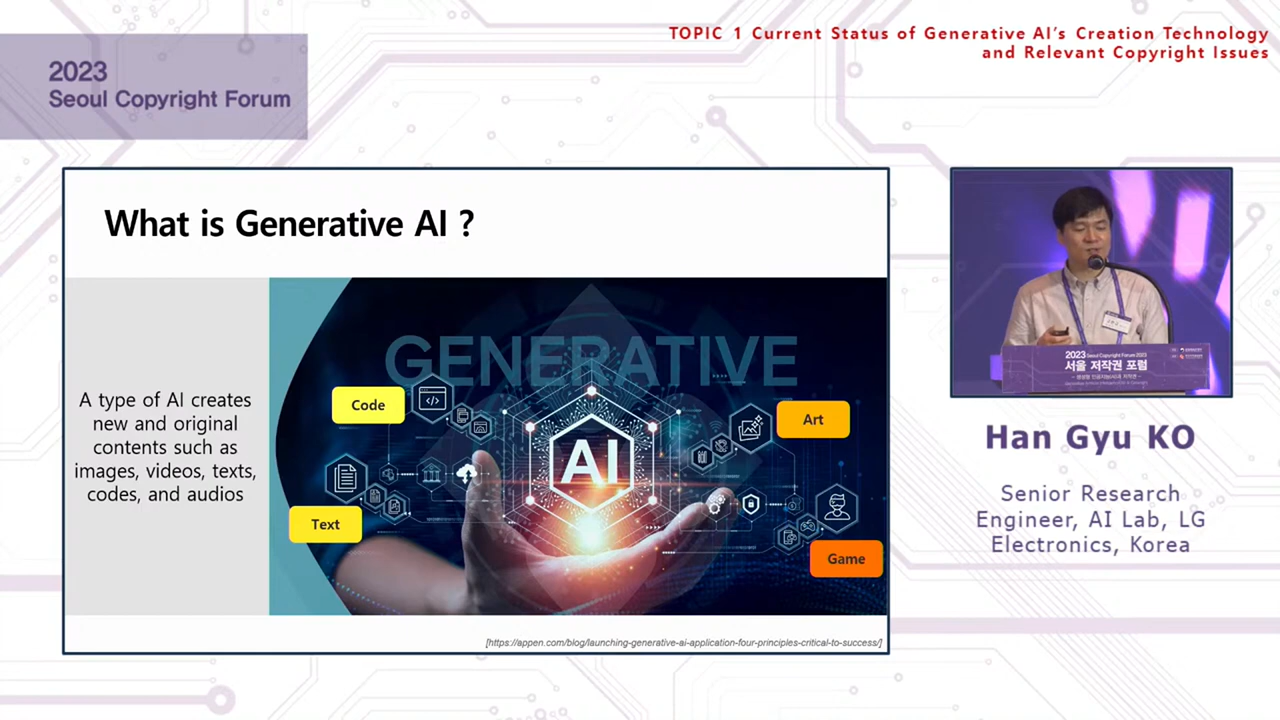 TOPIC 1 Current Status of Generative AI's Creation Technology
and Relevant Copyright Issues
2023
Seoul Copyright Forum
What is Generative AI ?
A type of AI creates
new and original
contents such as
images, videos, texts,
codes, and audios
GENERATIVE
Code
Art
AI
Text
Game
[https://appen.com/blog/launching-generative-ai-application-four-principles-critical-to-success/]
2023 Seoul Copyright Forum 2023
서울 저작권 포럼
Han Gyu KO
Senior Research
Engineer, AI Lab, LG
Electronics, Korea